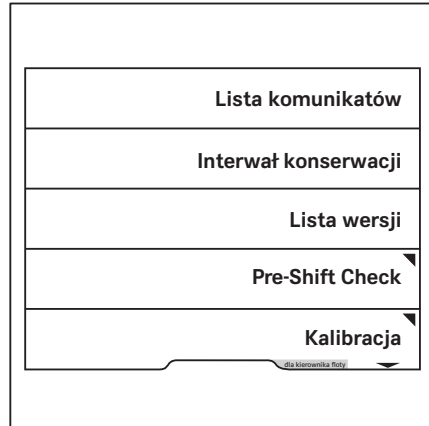 Lista komunikatów
Interwał konserwacji
Lista wersji
Pre-Shift Check
Kalibracja
dla kierownika floty